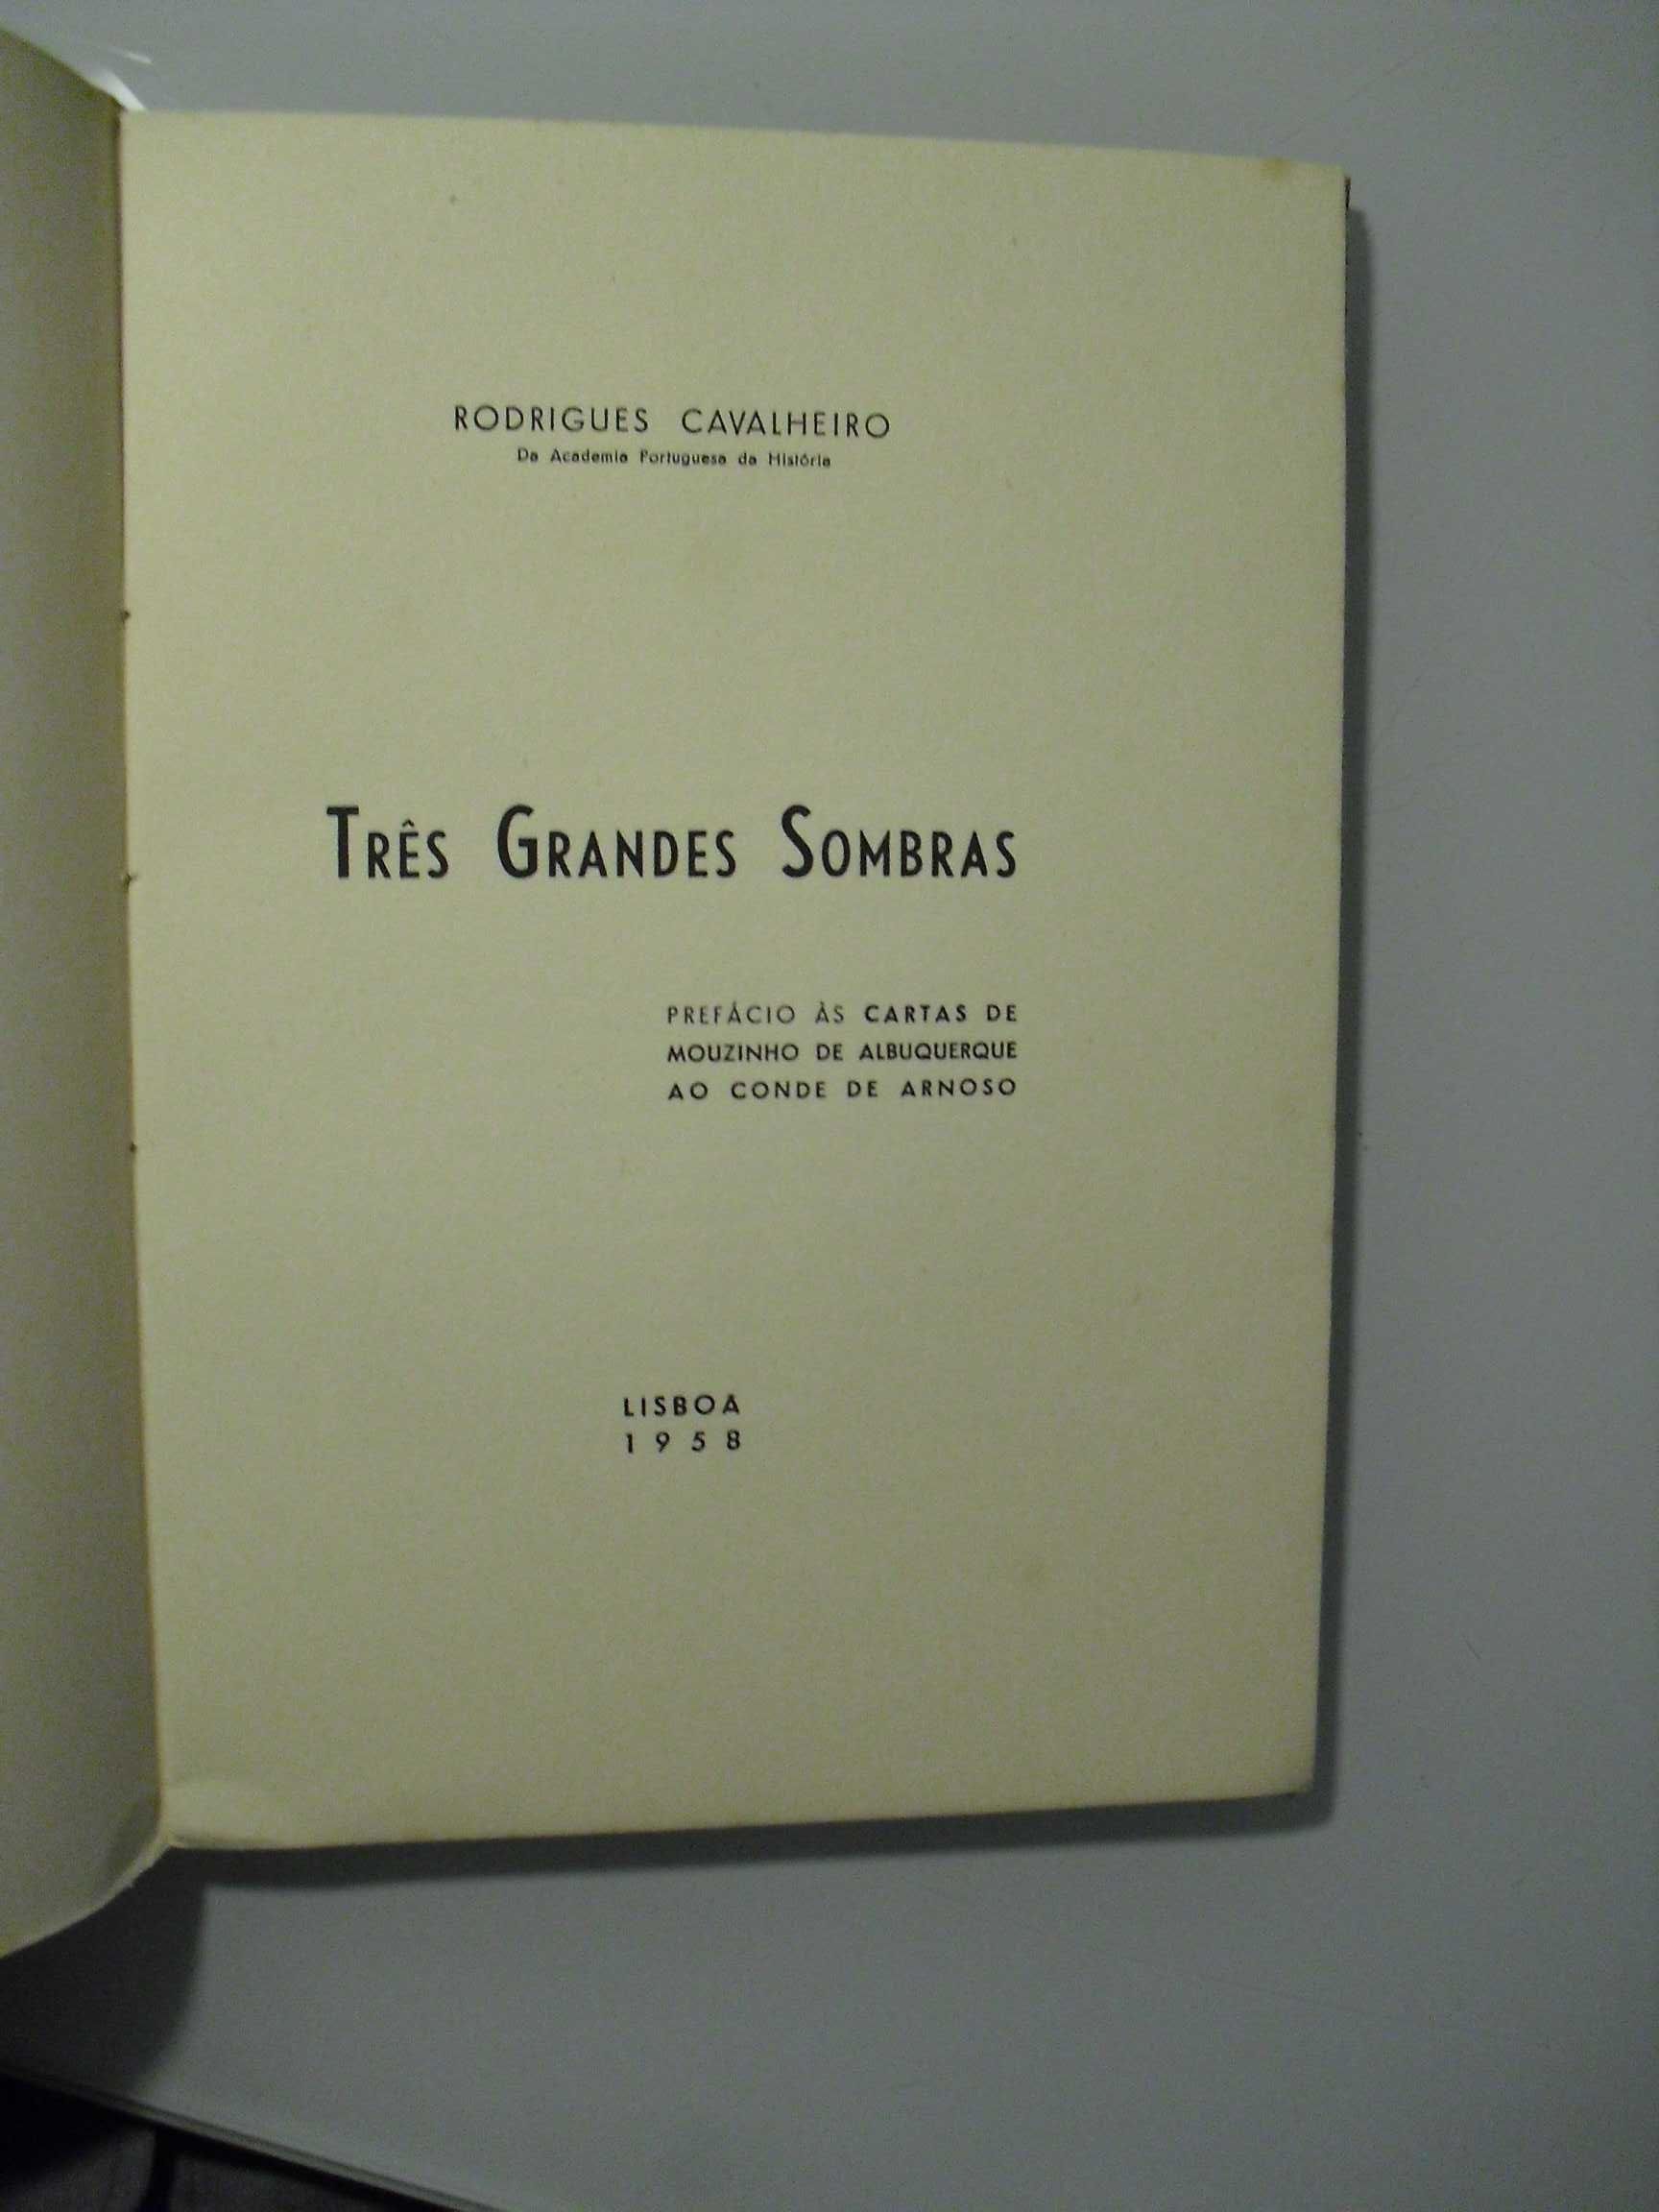 RODRIGUES CAVALHEIRO
Da Academia Portuguesa da História
TRÊS GRANDES SOMBRAS
PREFÁCIO ÀS CARTAS DE
MOUZINHO DE ALBUQUERQUE
AO CONDE DE ARNOSO
LISBOA
1958